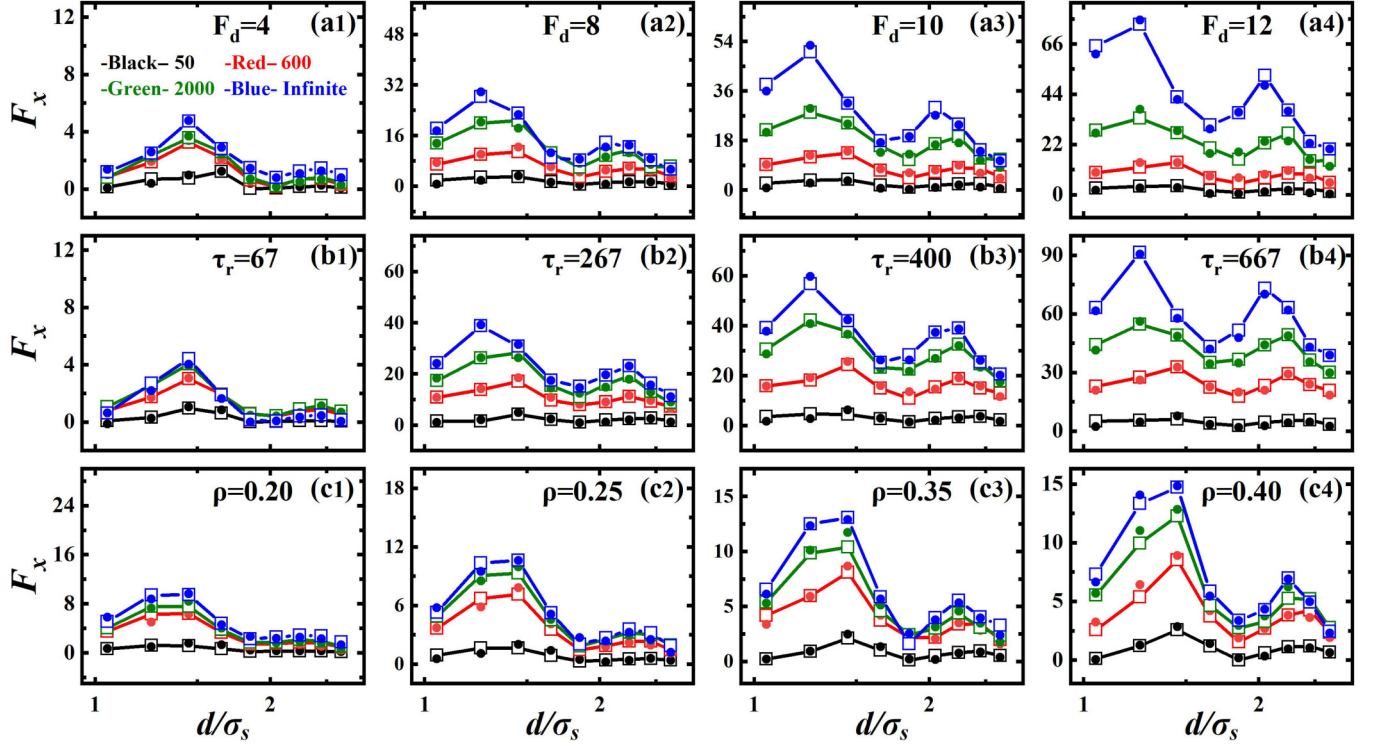 F_d=4 (a1)
-Black– 50 -Red– 600
-Green- 2000 -Blue- Infinite
12
8
4
0
F_x
F_d=8 (a2)
48
32
16
0
F_d=10 (a3)
54
36
18
0
F_d=12 (a4)
66
44
22
0
τ_r=67 (b1)
12
8
4
0
F_x
τ_r=267 (b2)
60
40
20
0
τ_r=400 (b3)
60
40
20
0
τ_r=667 (b4)
90
60
30
0
ρ=0.20 (c1)
24
16
8
0
F_x
1 2
d/σ_s
ρ=0.25 (c2)
18
12
6
0
1 2
d/σ_s
ρ=0.35 (c3)
15
10
5
0
1 2
d/σ_s
ρ=0.40 (c4)
15
10
5
0
1 2
d/σ_s